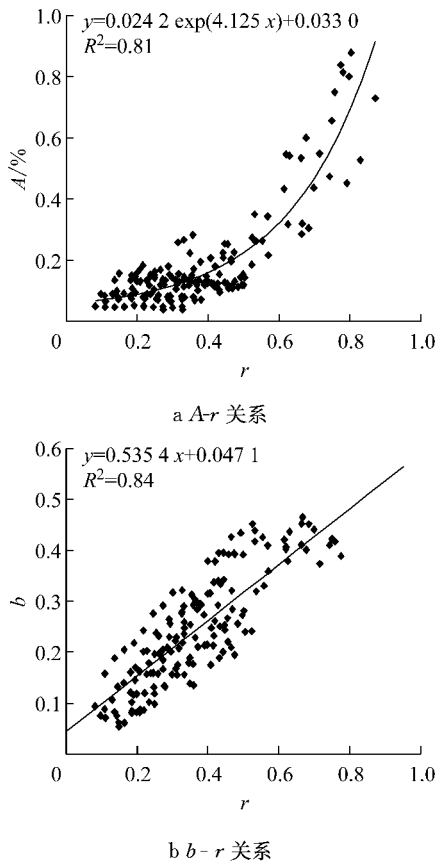 y=0.024 2 exp(4.125 x)+0.033 0
R²=0.81
1.0
0.8
0.6
0.4
0.2
A/%
0 0.2 0.4 0.6 0.8 1.0
r
a A-r 关系
y=0.535 4 x+0.047 1
R²=0.84
0.6
0.5
0.4
0.3
0.2
0.1
b
0 0.2 0.4 0.6 0.8 1.0
r
b b-r 关系